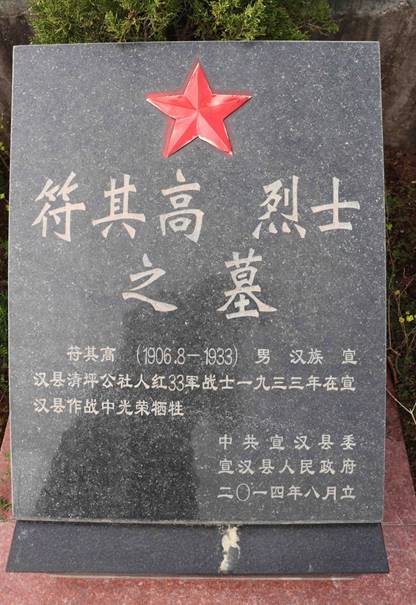 符其高 烈士
之墓
符其高 (1906.8—1933) 男 汉族 宣
汉县清坪公社人红33军战士一九三三年在宣
汉县作战中光荣牺牲
中共宣汉县委
宣汉县人民政府
二〇一四年八月立